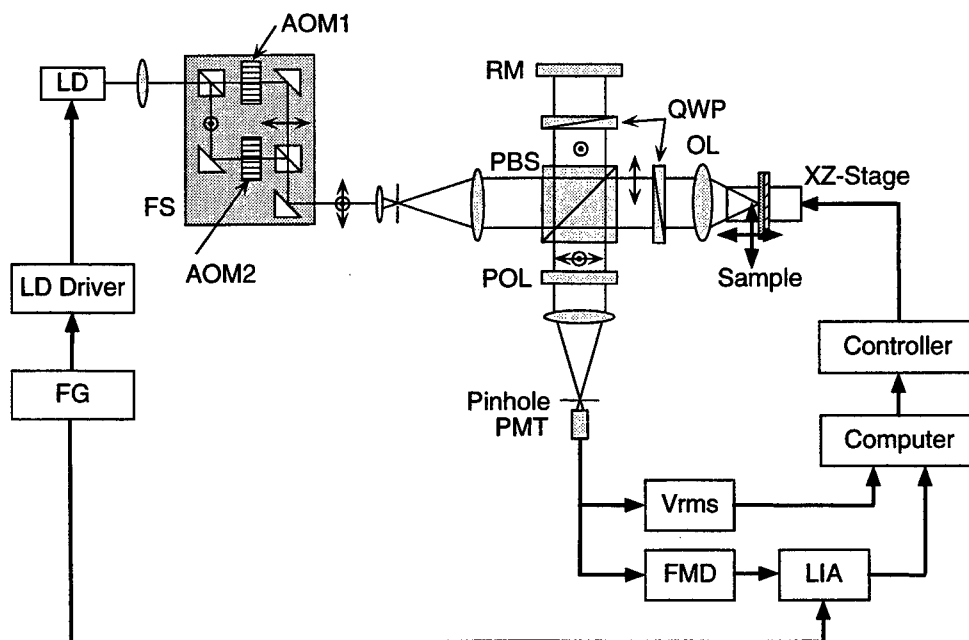 AOM1
LD
RM
QWP
PBS
OL
XZ-Stage
FS
AOM2
Sample
LD Driver
POL
Controller
FG
Pinhole
PMT
Computer
Vrms
FMD
LIA